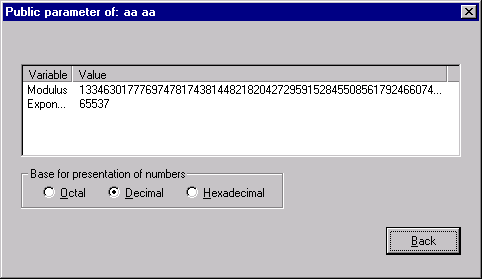 Public parameter of: aa aa
Variable Value
Modulus 13346301777697478174381448218204272959152845508561792466074...
Expon... 65537
Base for presentation of numbers
Octal Decimal Hexadecimal
Back